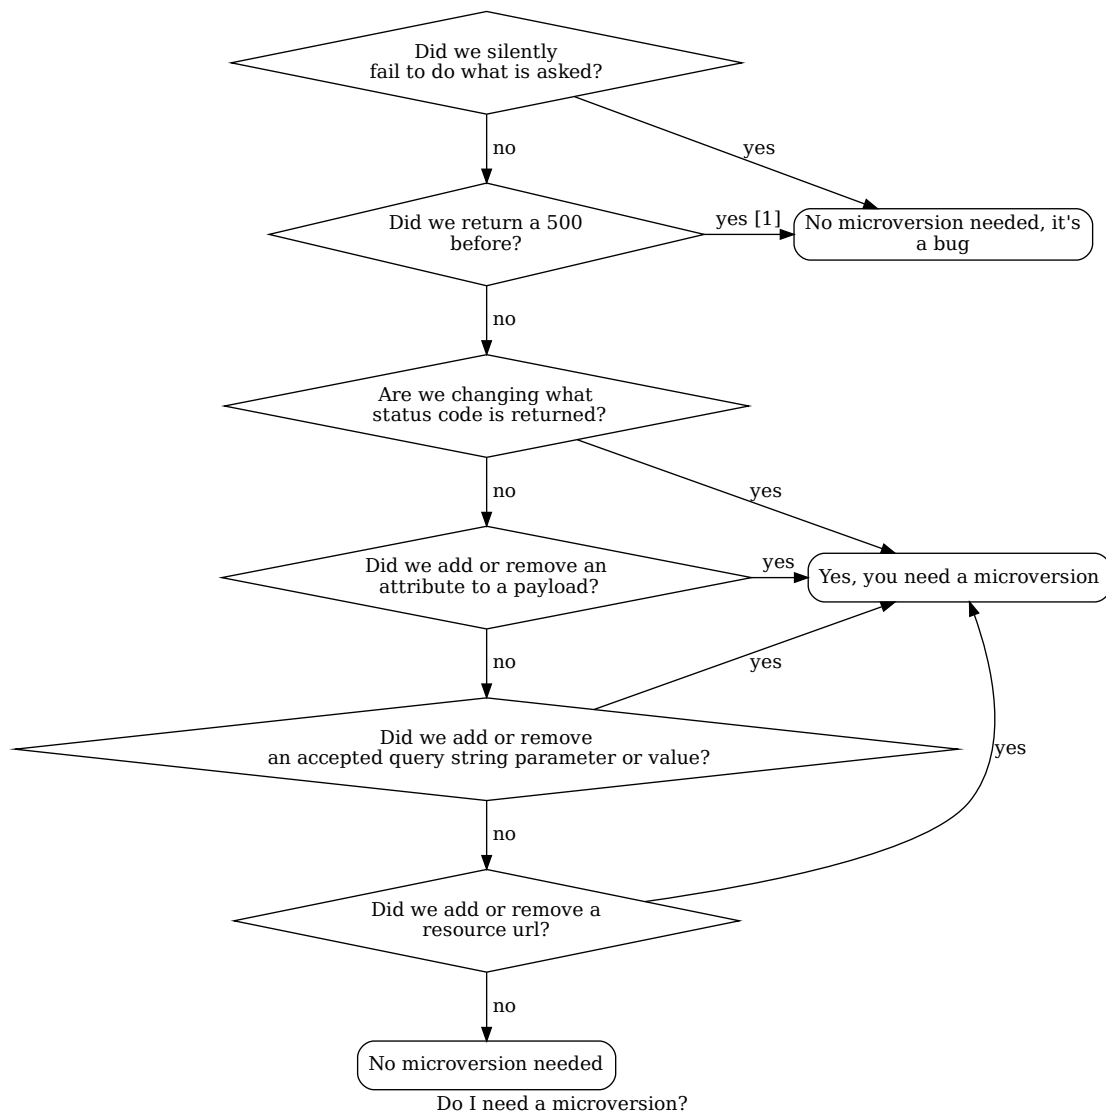 Did we silently
fail to do what is asked?
no
yes
Did we return a 500
before?
yes [1]
No microversion needed, it's
a bug
no
Are we changing what
status code is returned?
no
yes
Did we add or remove an
attribute to a payload?
yes
Yes, you need a microversion
no
yes
Did we add or remove
an accepted query string parameter or value?
yes
no
Did we add or remove a
resource url?
no
No microversion needed
Do I need a microversion?